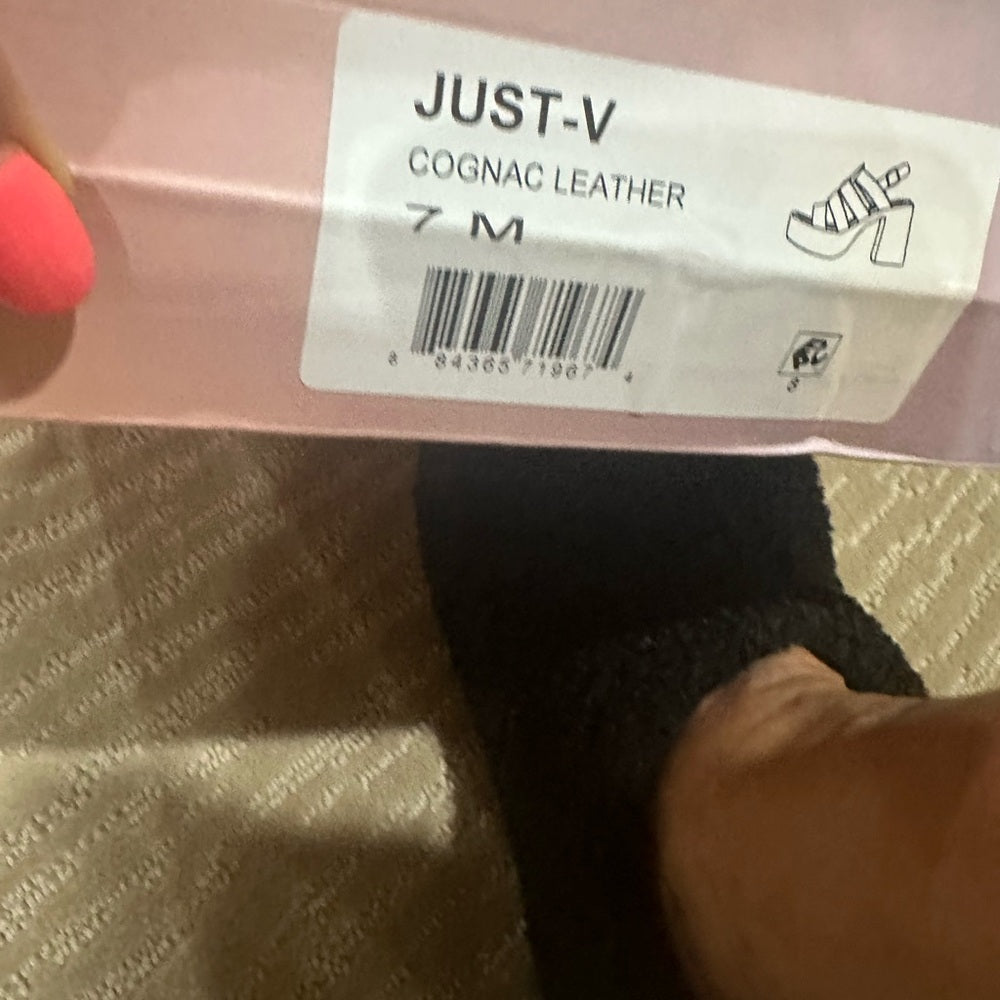 JUST-V
COGNAC LEATHER
7 M
8 84365 71967 4